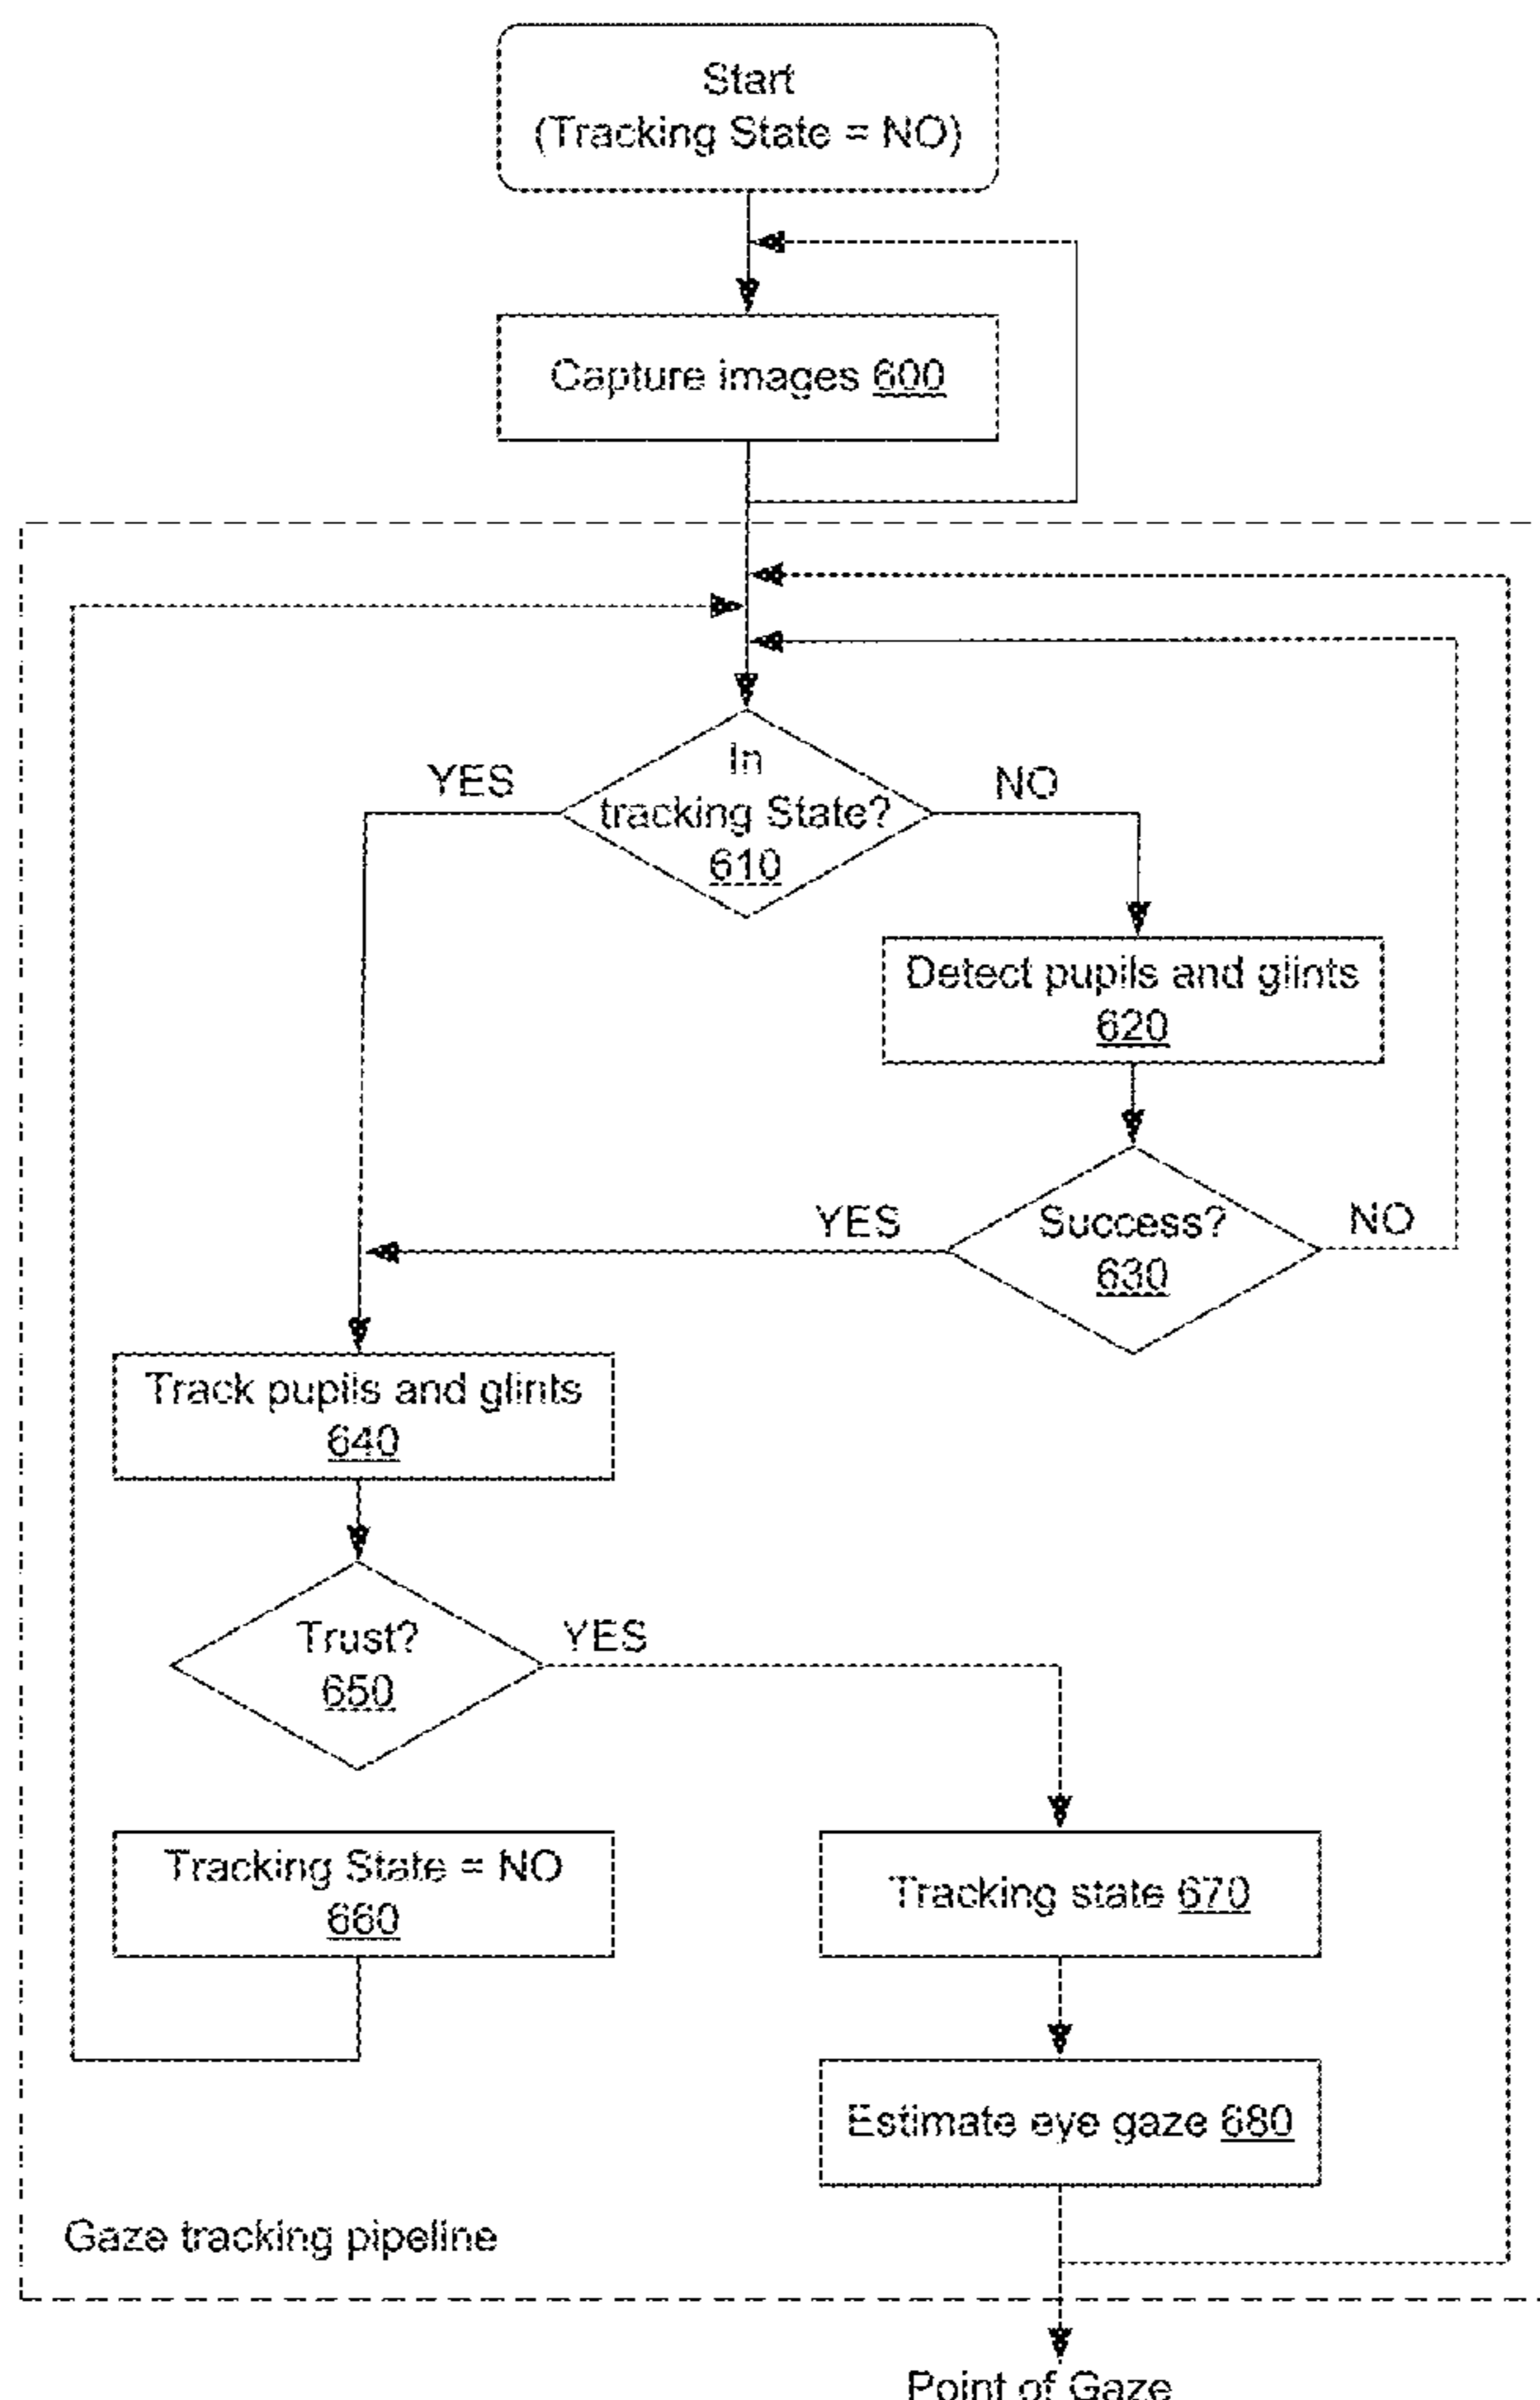 Start
(Tracking State = NO)
Capture images 600
In
tracking State?
610
YES
NO
Detect pupils and glints
620
Success?
630
YES
NO
Track pupils and glints
640
Trust?
650
YES
Tracking State = NO
660
Tracking state 670
Estimate eye gaze 680
Gaze tracking pipeline
Point of Gaze